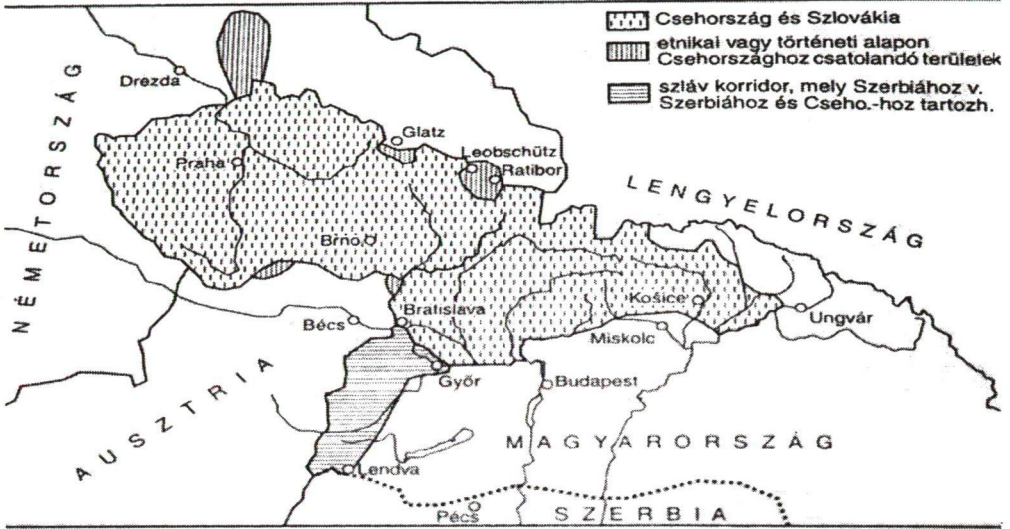 Csehország és Szlovákia
etnikai vagy történeti alapon
Csehországhoz csatolandó területek
szláv korridor, mely Szerbiához v.
Szerbiához és Cseho.-hoz tartozh.
NÉMETORSZÁG
Drezda
Glatz
Leobschütz
Ratibor
Praha
LENGYELORSZÁG
Brno
Košice
Bratislava
Bécs
Ungvár
Miskolc
Győr
Budapest
AUSZTRIA
MAGYARORSZÁG
Lendva
Pécs
SZERBIA